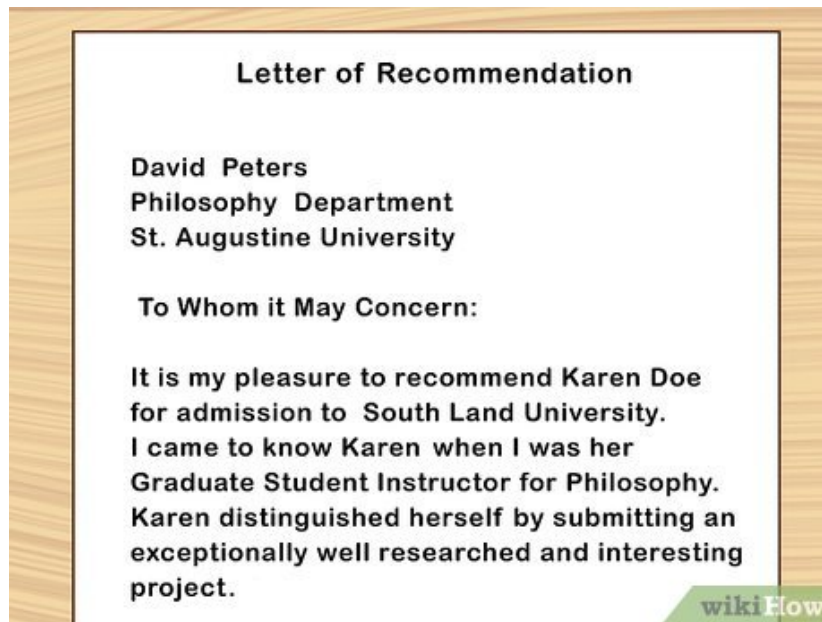 Letter of Recommendation
David Peters
Philosophy Department
St. Augustine University
To Whom it May Concern:
It is my pleasure to recommend Karen Doe
for admission to South Land University.
I came to know Karen when I was her
Graduate Student Instructor for Philosophy.
Karen distinguished herself by submitting an
exceptionally well researched and interesting
project.
wikiHow